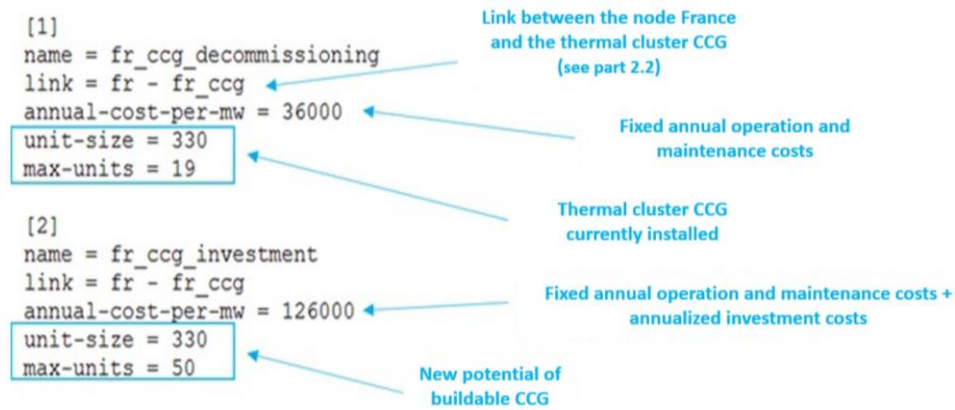 [1]
name = fr_ccg_decommissioning
link = fr - fr_ccg
annual-cost-per-mw = 36000
unit-size = 330
max-units = 19
[2]
name = fr_ccg_investment
link = fr - fr_ccg
annual-cost-per-mw = 126000
unit-size = 330
max-units = 50
Link between the node France
and the thermal cluster CCG
(see part 2.2)
Fixed annual operation and
maintenance costs
Thermal cluster CCG
currently installed
Fixed annual operation and maintenance costs +
annualized investment costs
New potential of
buildable CCG